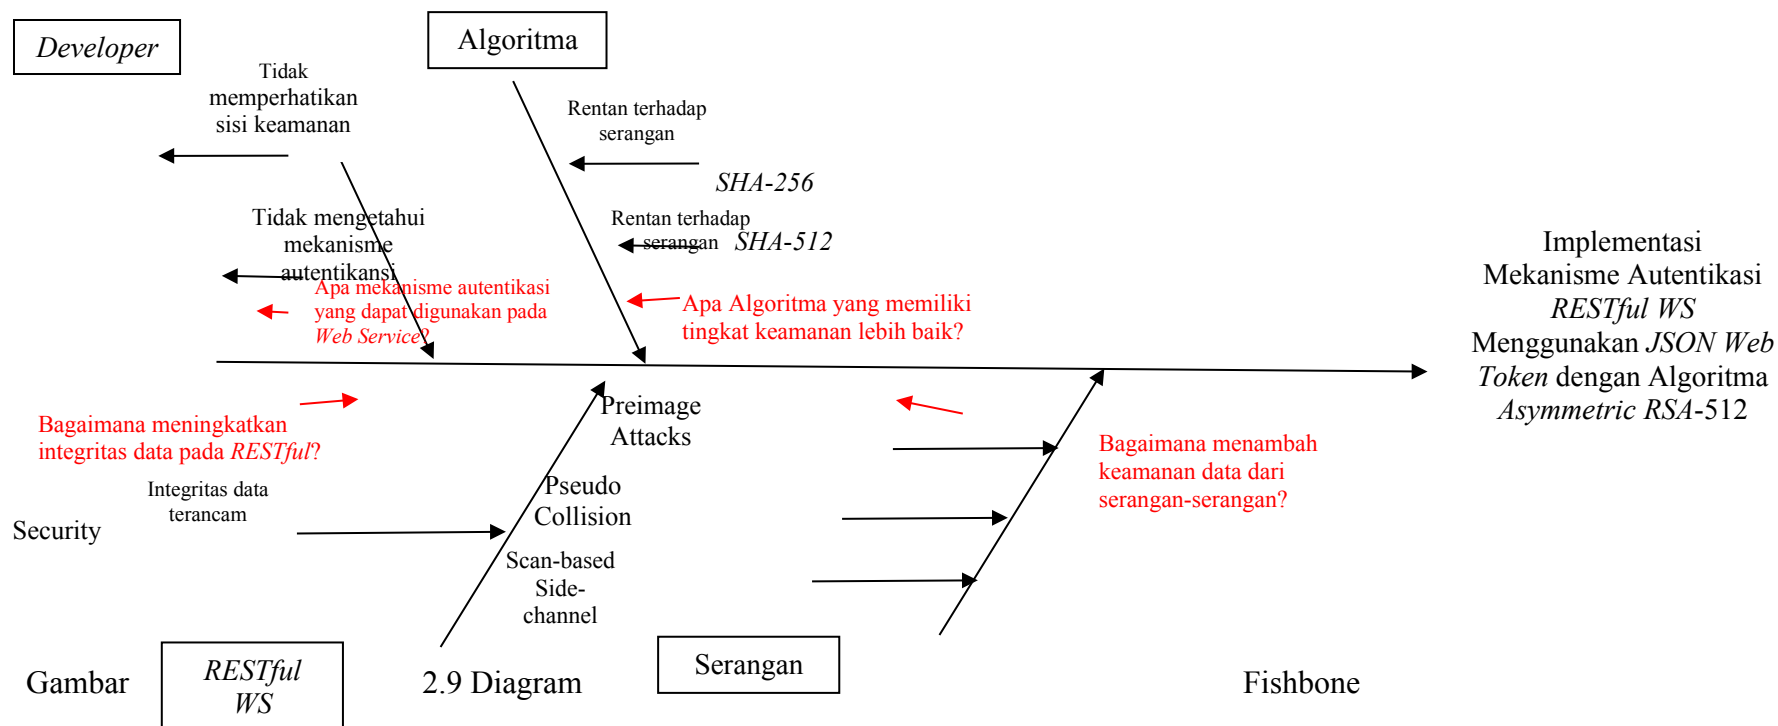 Developer
Algoritma
Tidak
memperhatikan
sisi keamanan
Rentan terhadap
serangan
SHA-256
Tidak mengetahui
mekanisme
autentikansi
Rentan terhadap
serangan
SHA-512
Apa mekanisme autentikasi
yang dapat digunakan pada
Web Service?
Apa Algoritma yang memiliki
tingkat keamanan lebih baik?
Implementasi
Mekanisme Autentikasi
RESTful WS
Menggunakan JSON Web
Token dengan Algoritma
Asymmetric RSA-512
Bagaimana meningkatkan
integritas data pada RESTful?
Integritas data
terancam
Security
Preimage
Attacks
Pseudo
Collision
Scan-based
Side-
channel
Bagaimana menambah
keamanan data dari
serangan-serangan?
RESTful
WS
Serangan
Gambar 2.9 Diagram Fishbone